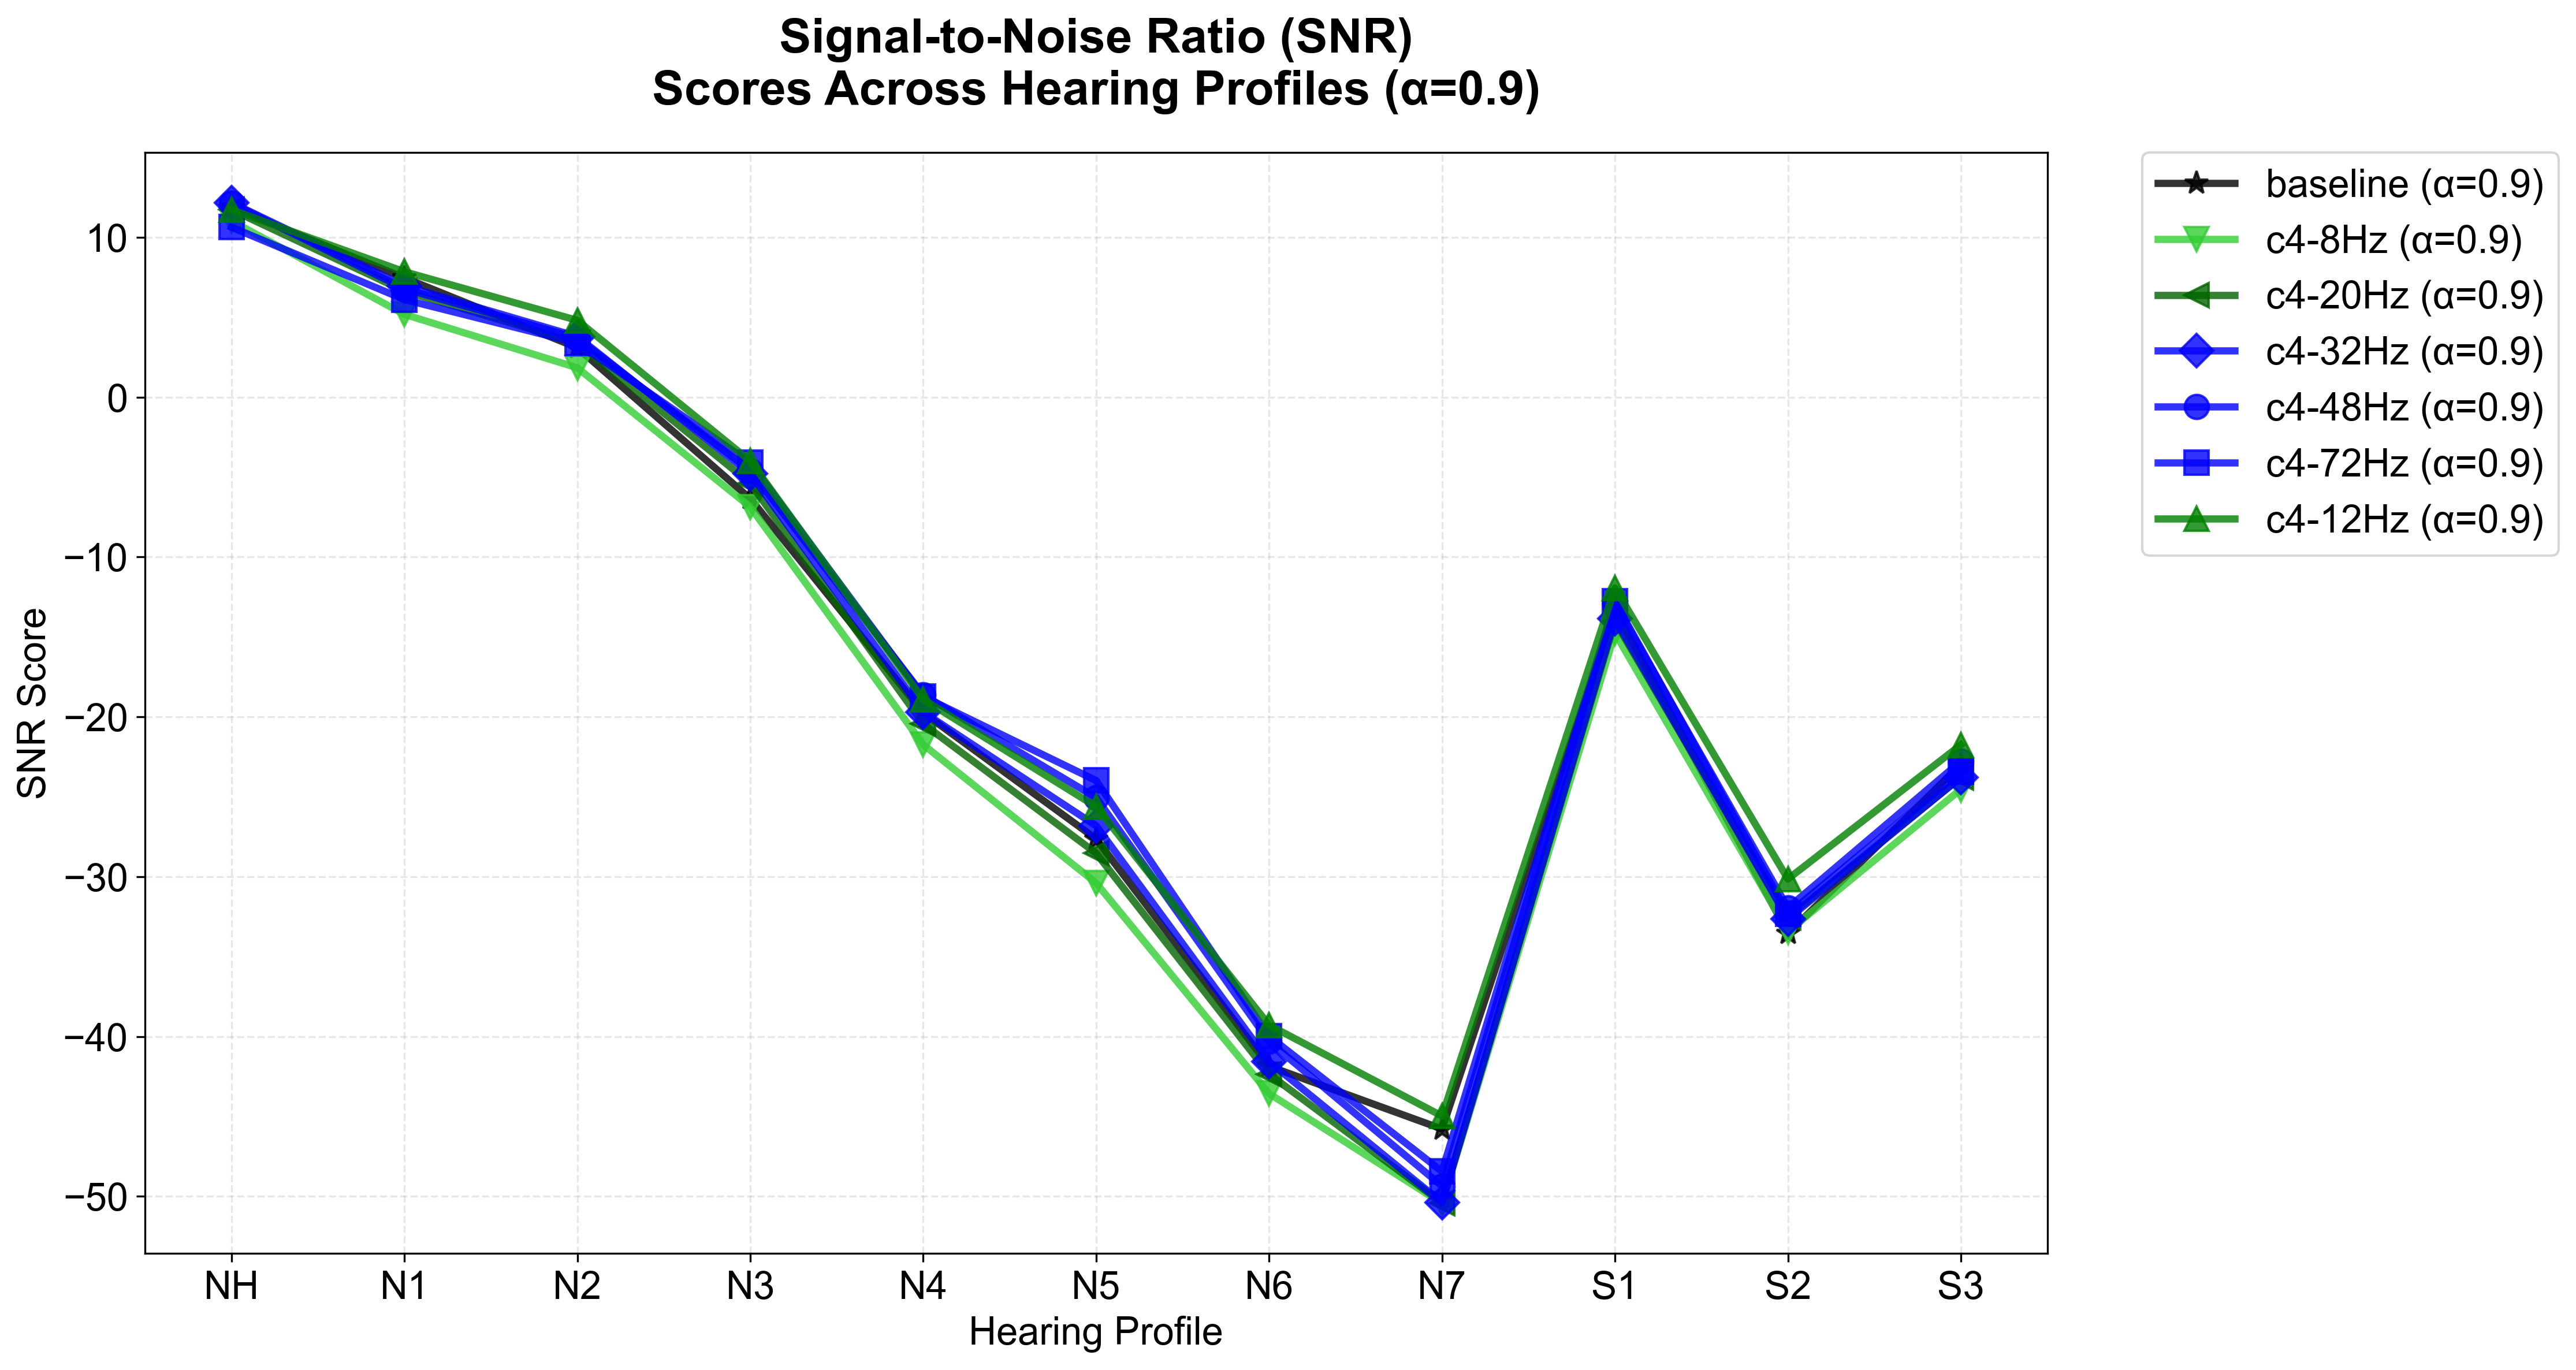 Signal-to-Noise Ratio (SNR)
Scores Across Hearing Profiles (α=0.9)
SNR Score
10
0
−10
−20
−30
−40
−50
NH N1 N2 N3 N4 N5 N6 N7 S1 S2 S3
Hearing Profile
baseline (α=0.9)
c4-8Hz (α=0.9)
c4-20Hz (α=0.9)
c4-32Hz (α=0.9)
c4-48Hz (α=0.9)
c4-72Hz (α=0.9)
c4-12Hz (α=0.9)